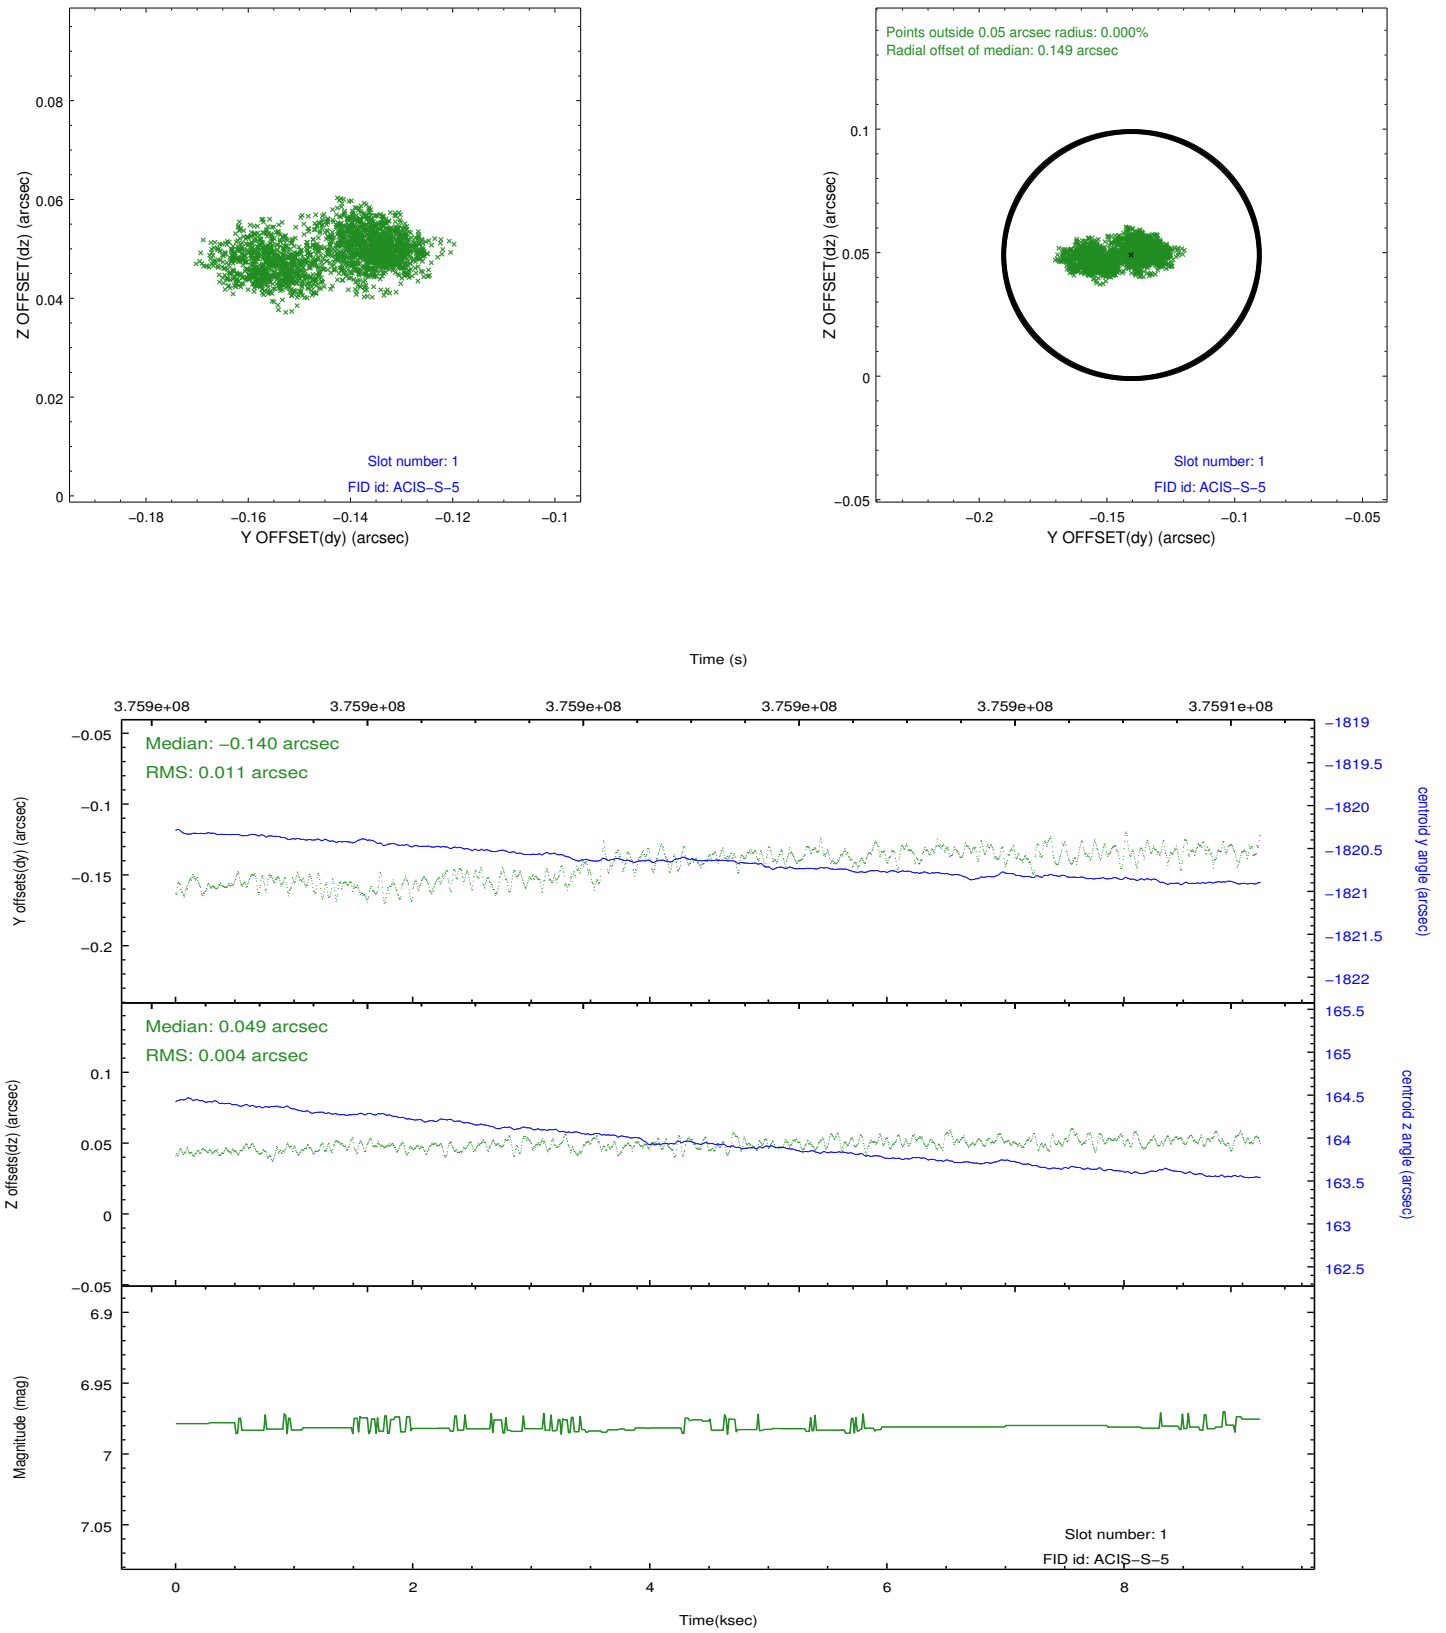 0.08
0.06
0.04
0.02
0
Z OFFSET(dz) (arcsec)
Slot number: 1
FID id: ACIS−S−5
−0.18
−0.16
−0.14
−0.12
−0.1
Y OFFSET(dy) (arcsec)
Points outside 0.05 arcsec radius: 0.000%
Radial offset of median: 0.149 arcsec
0.1
0.05
0
−0.05
Z OFFSET(dz) (arcsec)
Slot number: 1
FID id: ACIS−S−5
−0.2
−0.15
−0.1
−0.05
Y OFFSET(dy) (arcsec)
Time (s)
3.759e+08
3.759e+08
3.759e+08
3.759e+08
3.759e+08
3.7591e+08
−0.05
−0.1
−0.15
−0.2
Y offsets(dy) (arcsec)
Median: −0.140 arcsec
RMS: 0.011 arcsec
−1819
−1819.5
−1820
−1820.5
−1821
−1821.5
−1822
centroid y angle (arcsec)
0.1
0.05
0
−0.05
Z offsets(dz) (arcsec)
Median: 0.049 arcsec
RMS: 0.004 arcsec
165.5
165
164.5
164
163.5
163
162.5
centroid z angle (arcsec)
6.9
6.95
7
7.05
Magnitude (mag)
Slot number: 1
FID id: ACIS−S−5
0
2
4
6
8
Time(ksec)